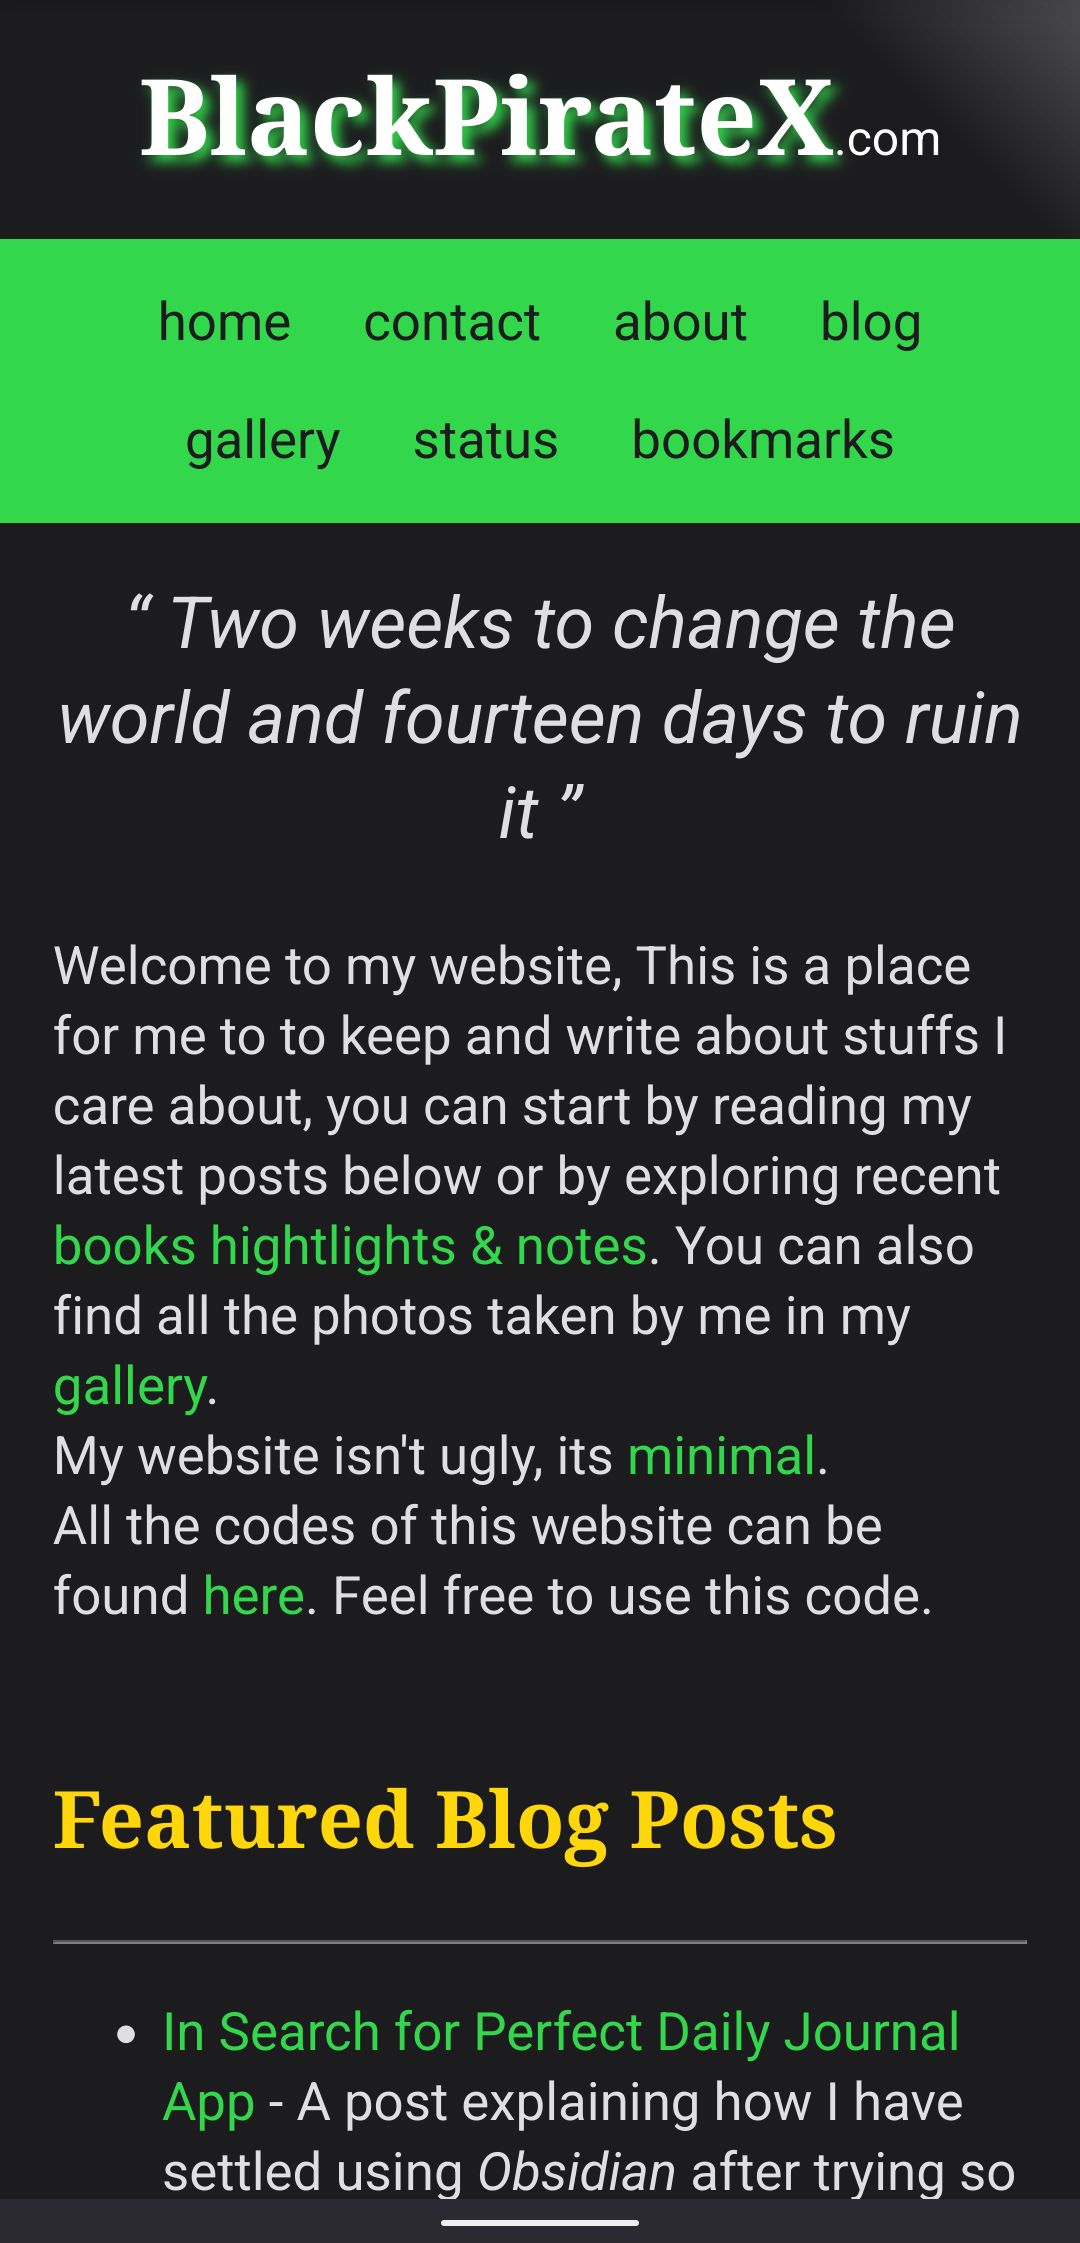 BlackPirateX.com
home contact about blog
gallery status bookmarks
“ Two weeks to change the
world and fourteen days to ruin
it ”
Welcome to my website, This is a place
for me to to keep and write about stuffs I
care about, you can start by reading my
latest posts below or by exploring recent
books hightlights & notes. You can also
find all the photos taken by me in my
gallery.
My website isn't ugly, its minimal.
All the codes of this website can be
found here. Feel free to use this code.
Featured Blog Posts
• In Search for Perfect Daily Journal
App - A post explaining how I have
settled using Obsidian after trying so